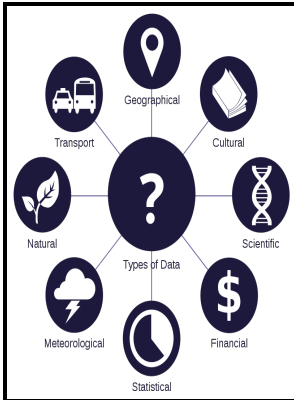 Geographical
Transport
Cultural
?
Natural
Scientific
Types of Data
Meteorological
$
Financial
Statistical